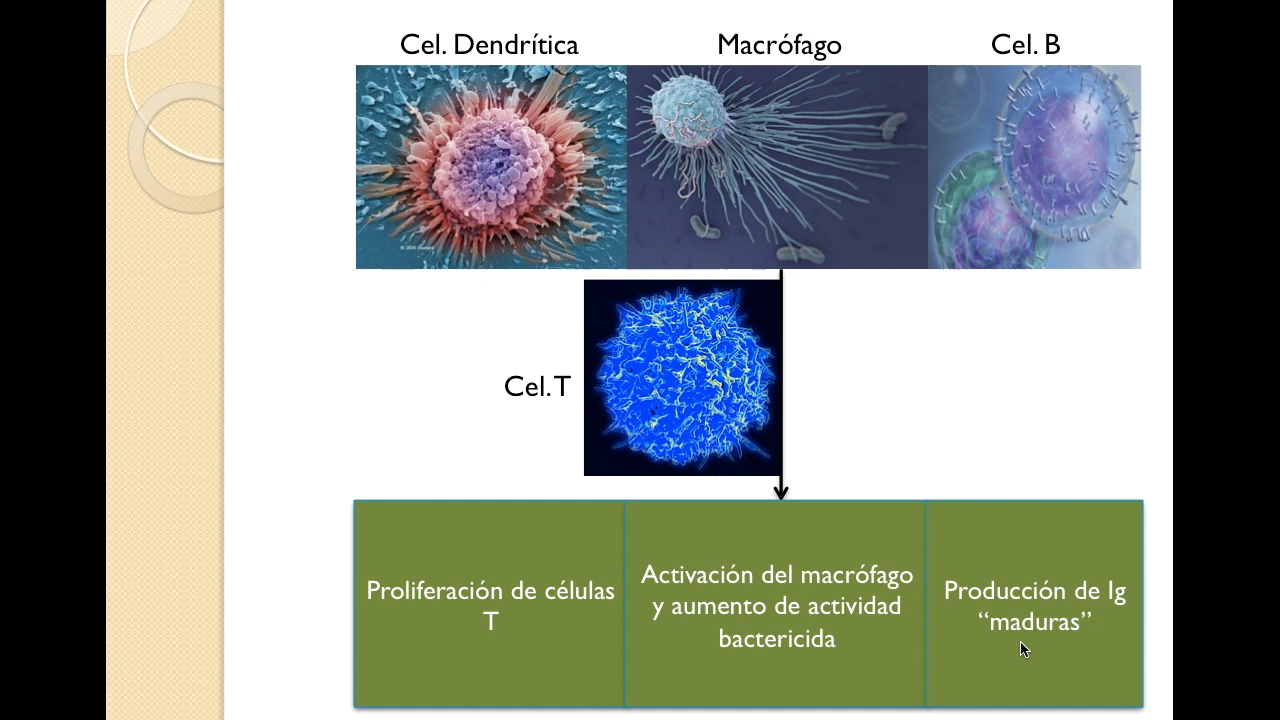 Cel. Dendrítica
Macrófago
Cel. B
Cel. T
Proliferación de células
T
Activación del macrófago
y aumento de actividad
bactericida
Producción de Ig
“maduras”